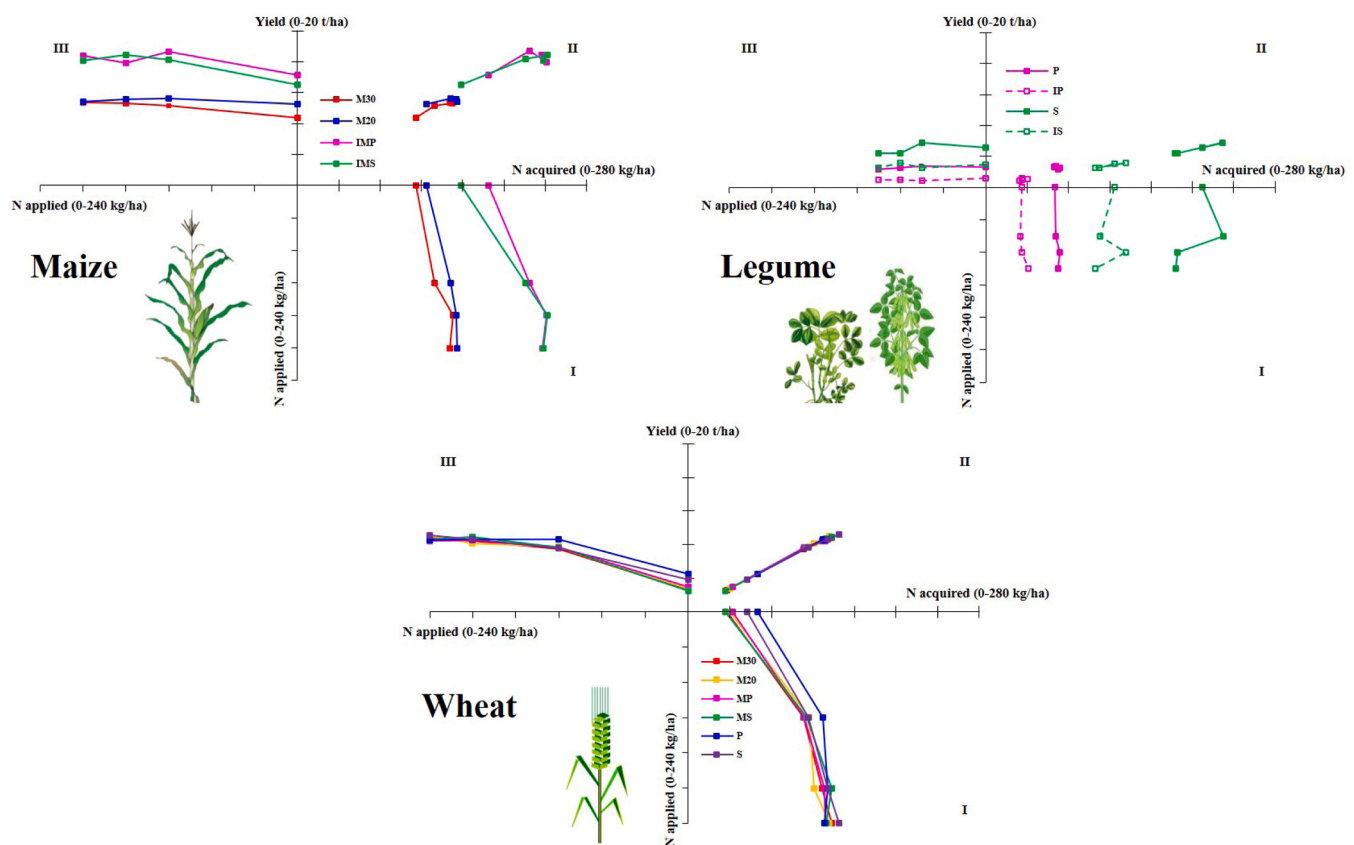 Yield (0-20 t/ha)
III
II
M30
M20
IMP
IMS
N acquired (0-280 kg/ha)
N applied (0-240 kg/ha)
Maize
N applied (0-240 kg/ha)
I
Yield (0-20 t/ha)
III
II
P
IP
S
IS
N acquired (0-280 kg/ha)
N applied (0-240 kg/ha)
Legume
N applied (0-240 kg/ha)
I
Yield (0-20 t/ha)
III
II
N acquired (0-280 kg/ha)
N applied (0-240 kg/ha)
M30
M20
MP
MS
P
S
Wheat
N applied (0-240 kg/ha)
I